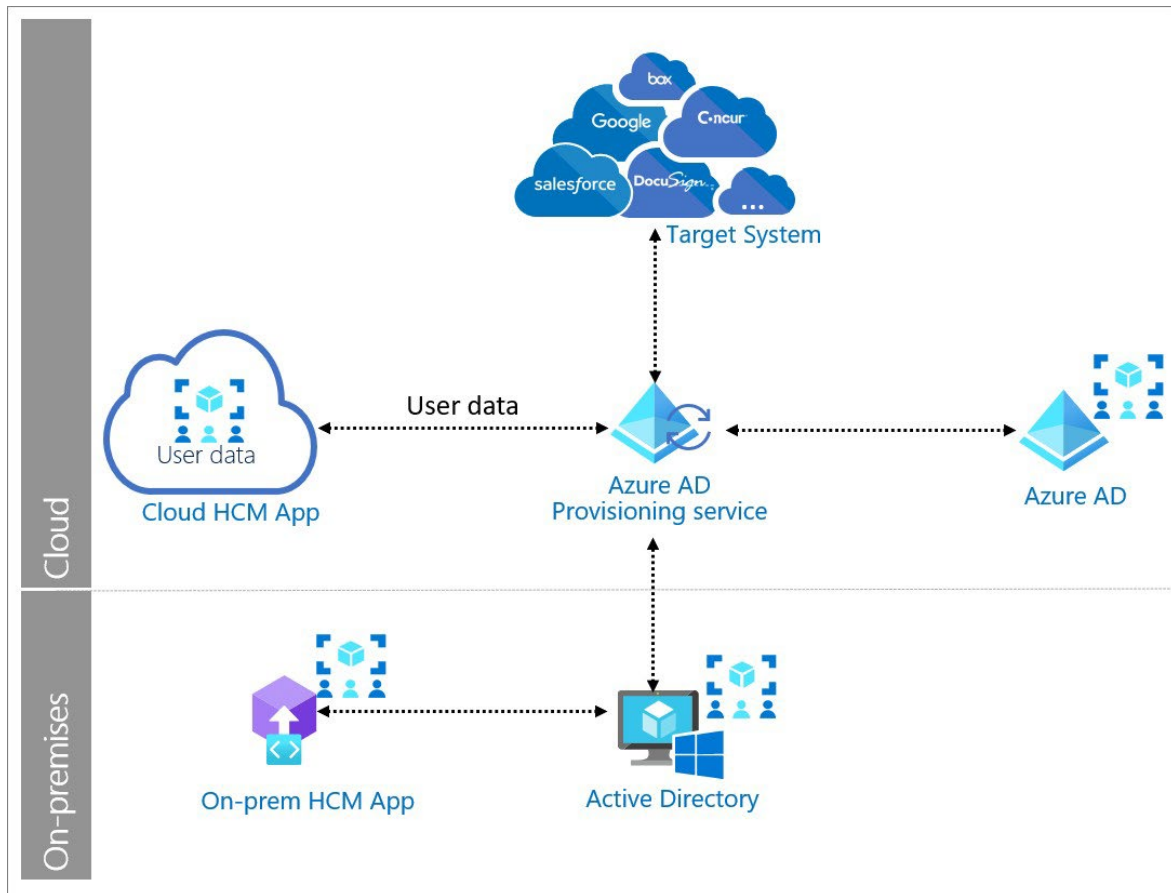 Cloud
box
Google
C•ncur
salesforce
DocuSign
...
Target System
User data
User data
Cloud HCM App
Azure AD
Provisioning service
Azure AD
On-premises
On-prem HCM App
Active Directory